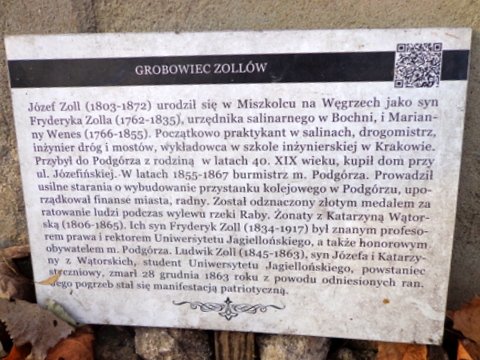 GROBOWIEC ZOLLÓW
Józef Zoll (1803-1872) urodził się w Miszkolcu na Węgrzech jako syn
Fryderyka Zolla (1762-1835), urzędnika salinarnego w Bochni, i Marian-
ny Wenes (1766-1855). Początkowo praktykant w salinach, drogomistrz,
inżynier dróg i mostów, wykładowca w szkole inżynierskiej w Krakowie.
Przybył do Podgórza z rodziną w latach 40. XIX wieku, kupił dom przy
ul. Józefińskiej. W latach 1855-1867 burmistrz m. Podgórza. Prowadził
usilne starania o wybudowanie przystanku kolejowego w Podgórzu, upo-
rządkował finanse miasta, radny. Został odznaczony złotym medalem za
ratowanie ludzi podczas wylewu rzeki Raby. Żonaty z Katarzyną Wątor-
ską (1806-1865). Ich syn Fryderyk Zoll (1834-1917) był znanym profeso-
rem prawa i rektorem Uniwersytetu Jagiellońskiego, a także honorowym
obywatelem m. Podgórza. Ludwik Zoll (1845-1863), syn Józefa i Katarzy-
ny z Wątorskich, student Uniwersytetu Jagiellońskiego, powstaniec
styczniowy, zmarł 28 grudnia 1863 roku z powodu odniesionych ran.
Jego pogrzeb stał się manifestacją patriotyczną.